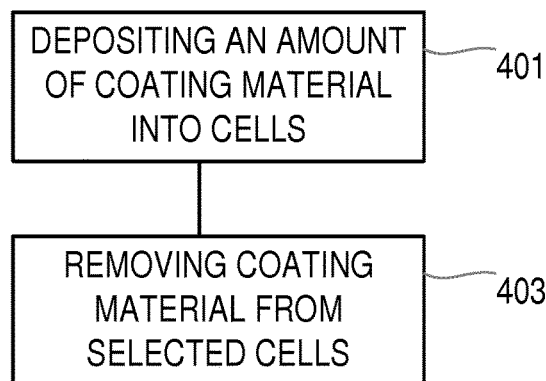 DEPOSITING AN AMOUNT
OF COATING MATERIAL
INTO CELLS
401
REMOVING COATING
MATERIAL FROM
SELECTED CELLS
403